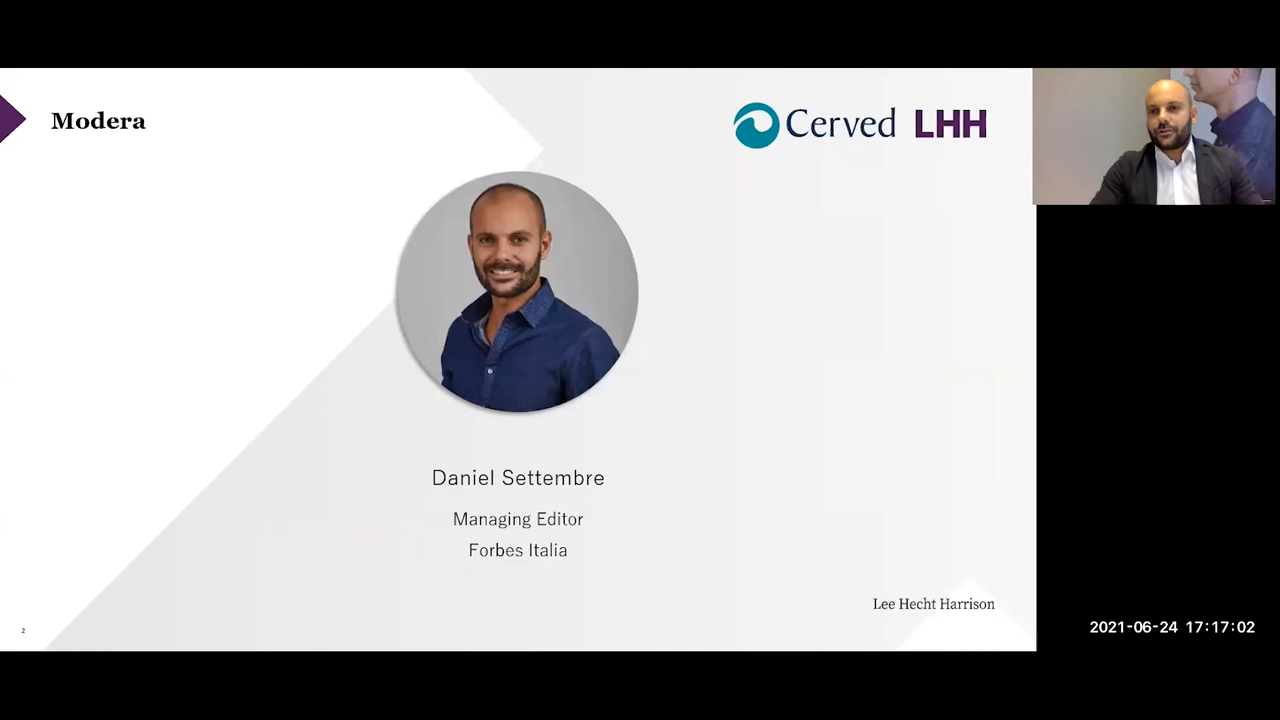 Modera
Cerved LHH
Daniel Settembre
Managing Editor
Forbes Italia
Lee Hecht Harrison
2
2021-06-24 17:17:02